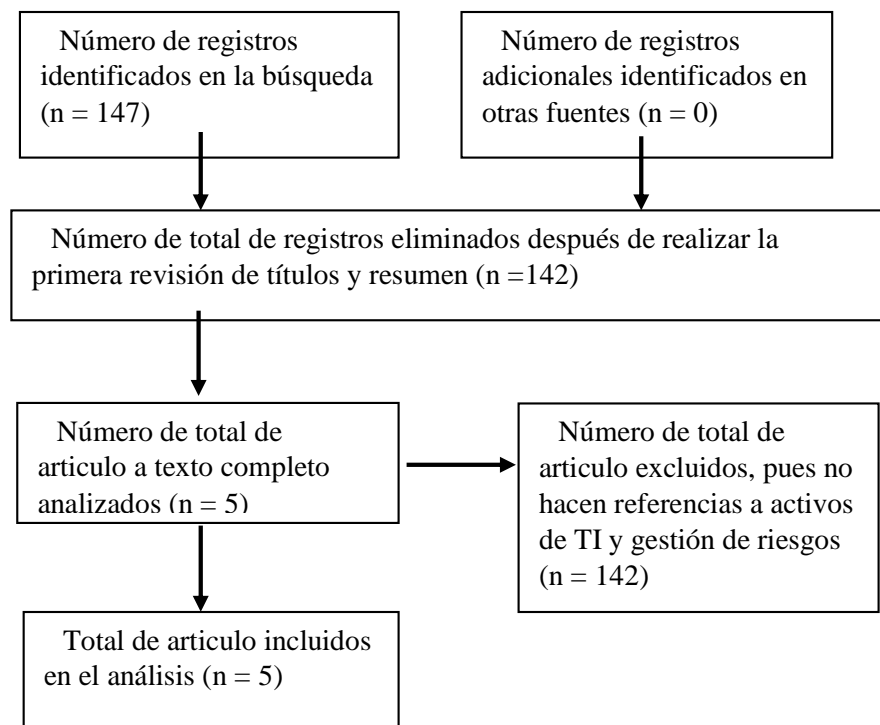 Número de registros
identificados en la búsqueda
(n = 147)
Número de registros
adicionales identificados en
otras fuentes (n = 0)
Número de total de registros eliminados después de realizar la
primera revisión de títulos y resumen (n =142)
Número de total de
articulo a texto completo
analizados (n = 5)
Número de total de
articulo excluidos, pues no
hacen referencias a activos
de TI y gestión de riesgos
(n = 142)
Total de articulo incluidos
en el análisis (n = 5)